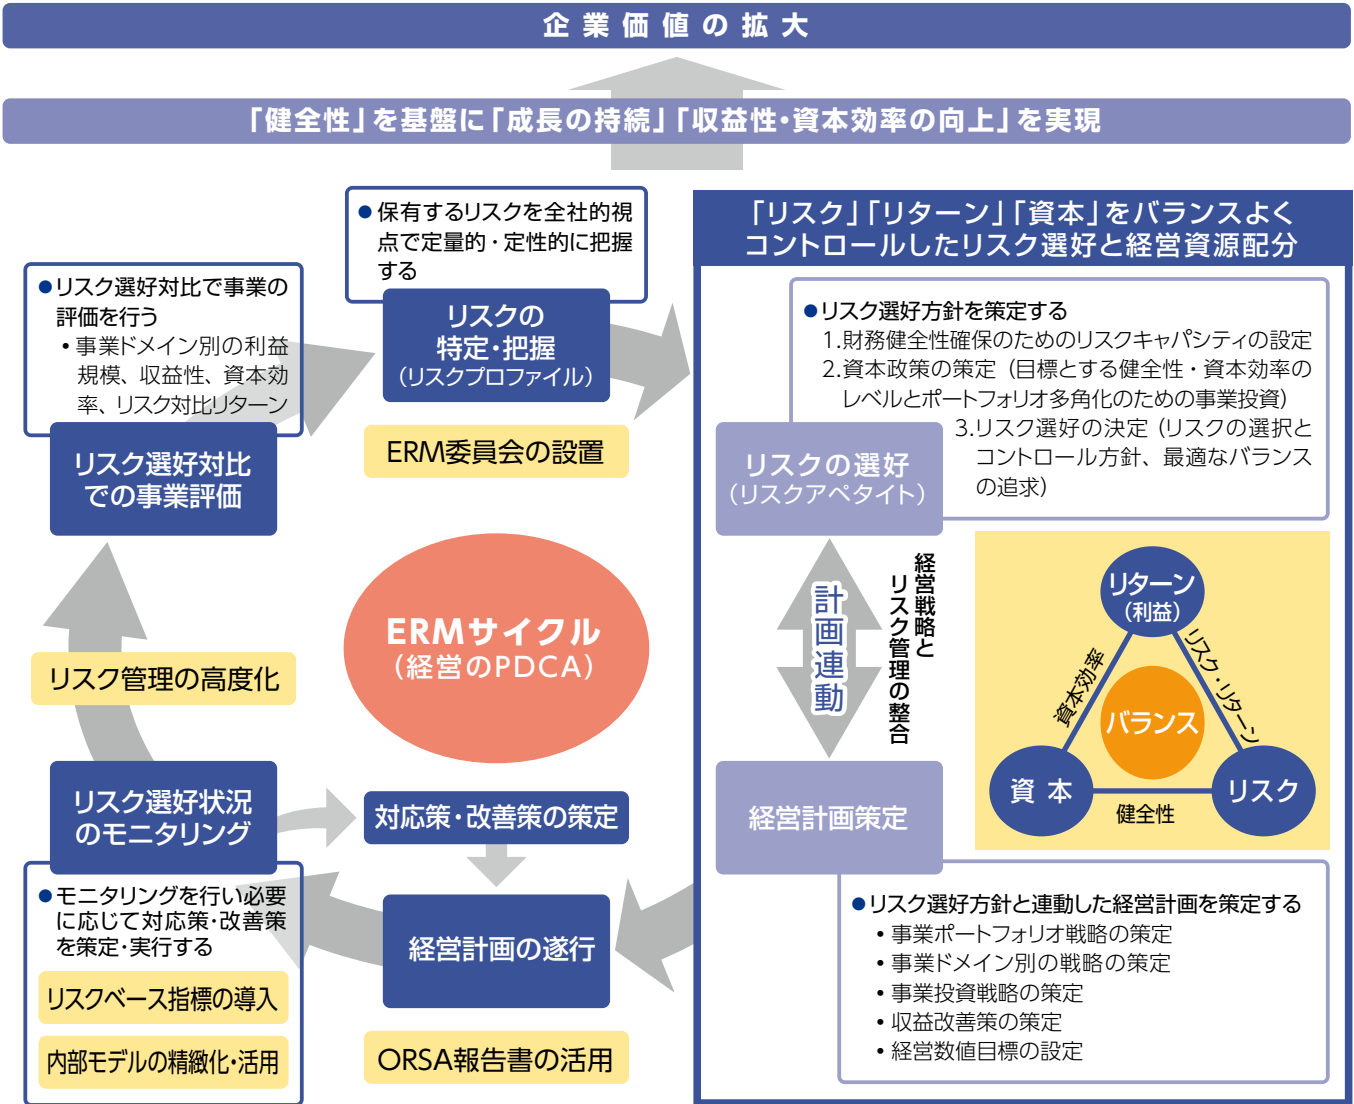 企業価値の拡大
「健全性」を基盤に「成長の持続」「収益性・資本効率の向上」を実現
●保有するリスクを全社的視
点で定量的・定性的に把握
する
リスクの
特定・把握
（リスクプロファイル）
ERM委員会の設置
●リスク選好対比で事業の
評価を行う
・事業ドメイン別の利益
規模、収益性、資本効
率、リスク対比リターン
リスク選好対比
での事業評価
リスク管理の高度化
ERMサイクル
（経営のPDCA）
リスク選好状況
のモニタリング
●モニタリングを行い必要
に応じて対応策・改善策
を策定・実行する
リスクベース指標の導入
内部モデルの精緻化・活用
対応策・改善策の策定
経営計画の遂行
ORSA報告書の活用
「リスク」「リターン」「資本」をバランスよく
コントロールしたリスク選好と経営資源配分
●リスク選好方針を策定する
1.財務健全性確保のためのリスクキャパシティの設定
2.資本政策の策定（目標とする健全性・資本効率の
レベルとポートフォリオ多角化のための事業投資）
3.リスク選好の決定（リスクの選択と
コントロール方針、最適なバランス
の追求）
リスクの選好
（リスクアペタイト）
計画連動
経営戦略と
リスク管理の整合
リターン
（利益）
資本効率
リスク・リターン
バランス
資本
健全性
リスク
経営計画策定
●リスク選好方針と連動した経営計画を策定する
・事業ポートフォリオ戦略の策定
・事業ドメイン別の戦略の策定
・事業投資戦略の策定
・収益改善策の策定
・経営数値目標の設定